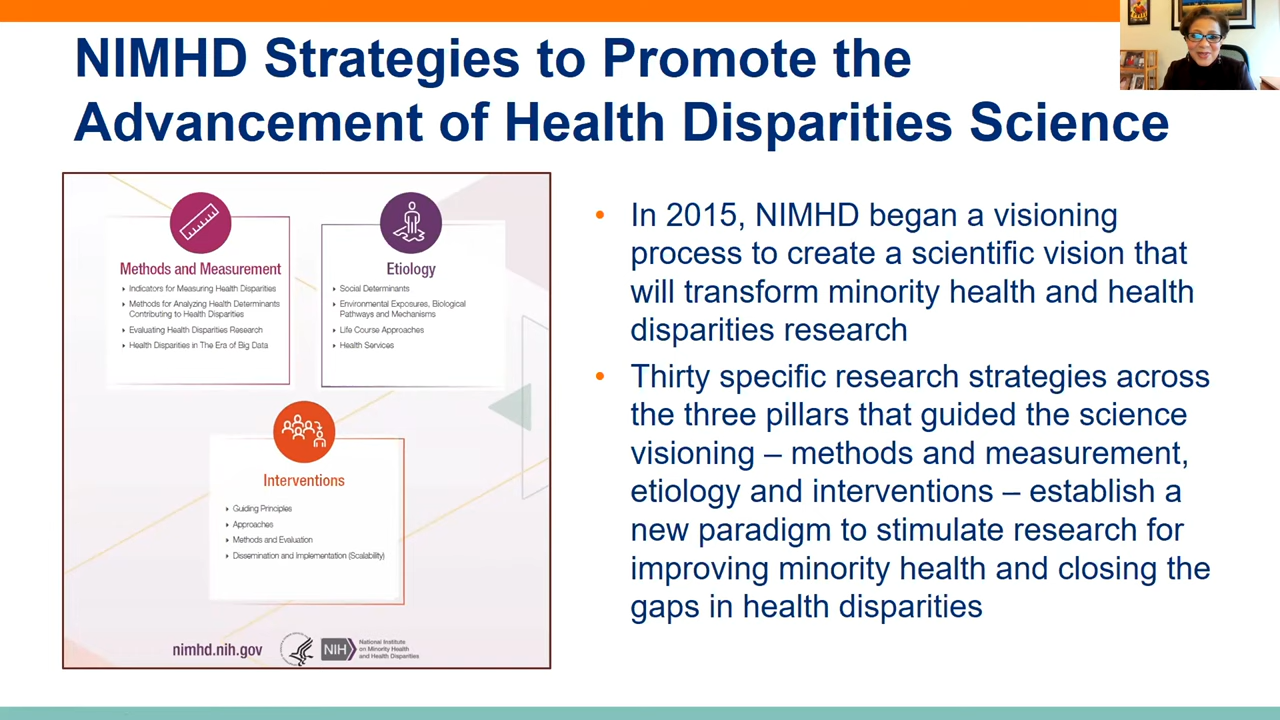 NIMHD Strategies to Promote the
Advancement of Health Disparities Science
Methods and Measurement
Indicators for Measuring Health Disparities
Methods for Analyzing Health Determinants
Contributing to Health Disparities
Evaluating Health Disparities Research
Health Disparities in The Era of Big Data
Etiology
Social Determinants
Environmental Exposures, Biological
Pathways and Mechanisms
Life Course Approaches
Health Services
Interventions
Guiding Principles
Approaches
Methods and Evaluation
Dissemination and Implementation (Scalability)
nimhd.nih.gov
NIH
National Institute
on Minority Health
and Health Disparities
• In 2015, NIMHD began a visioning
process to create a scientific vision that
will transform minority health and health
disparities research
• Thirty specific research strategies across
the three pillars that guided the science
visioning – methods and measurement,
etiology and interventions – establish a
new paradigm to stimulate research for
improving minority health and closing the
gaps in health disparities